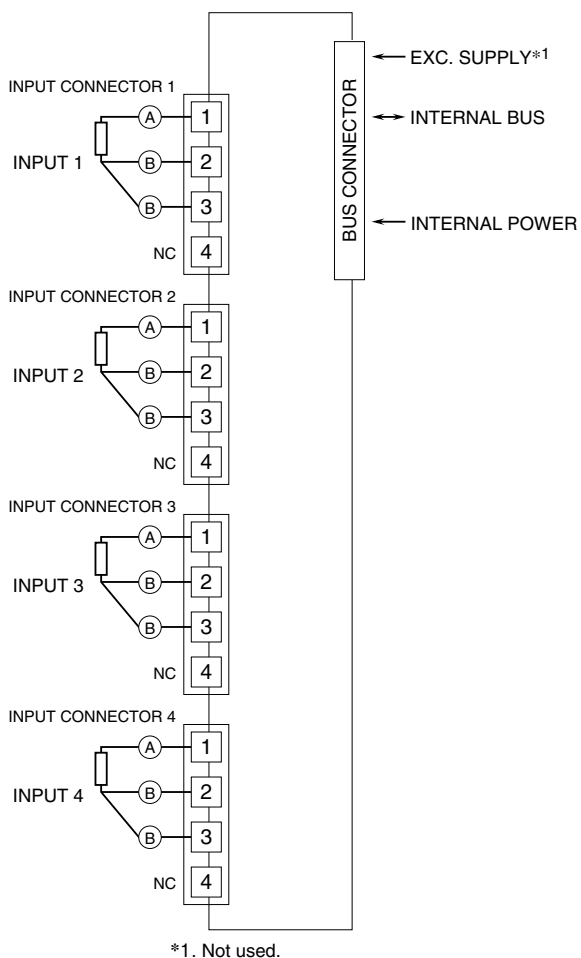 EXC. SUPPLY*1
INTERNAL BUS
INTERNAL POWER
BUS CONNECTOR
INPUT CONNECTOR 1
INPUT 1
A
B
B
NC
1
2
3
4
INPUT CONNECTOR 2
INPUT 2
A
B
B
NC
1
2
3
4
INPUT CONNECTOR 3
INPUT 3
A
B
B
NC
1
2
3
4
INPUT CONNECTOR 4
INPUT 4
A
B
B
NC
1
2
3
4
*1. Not used.